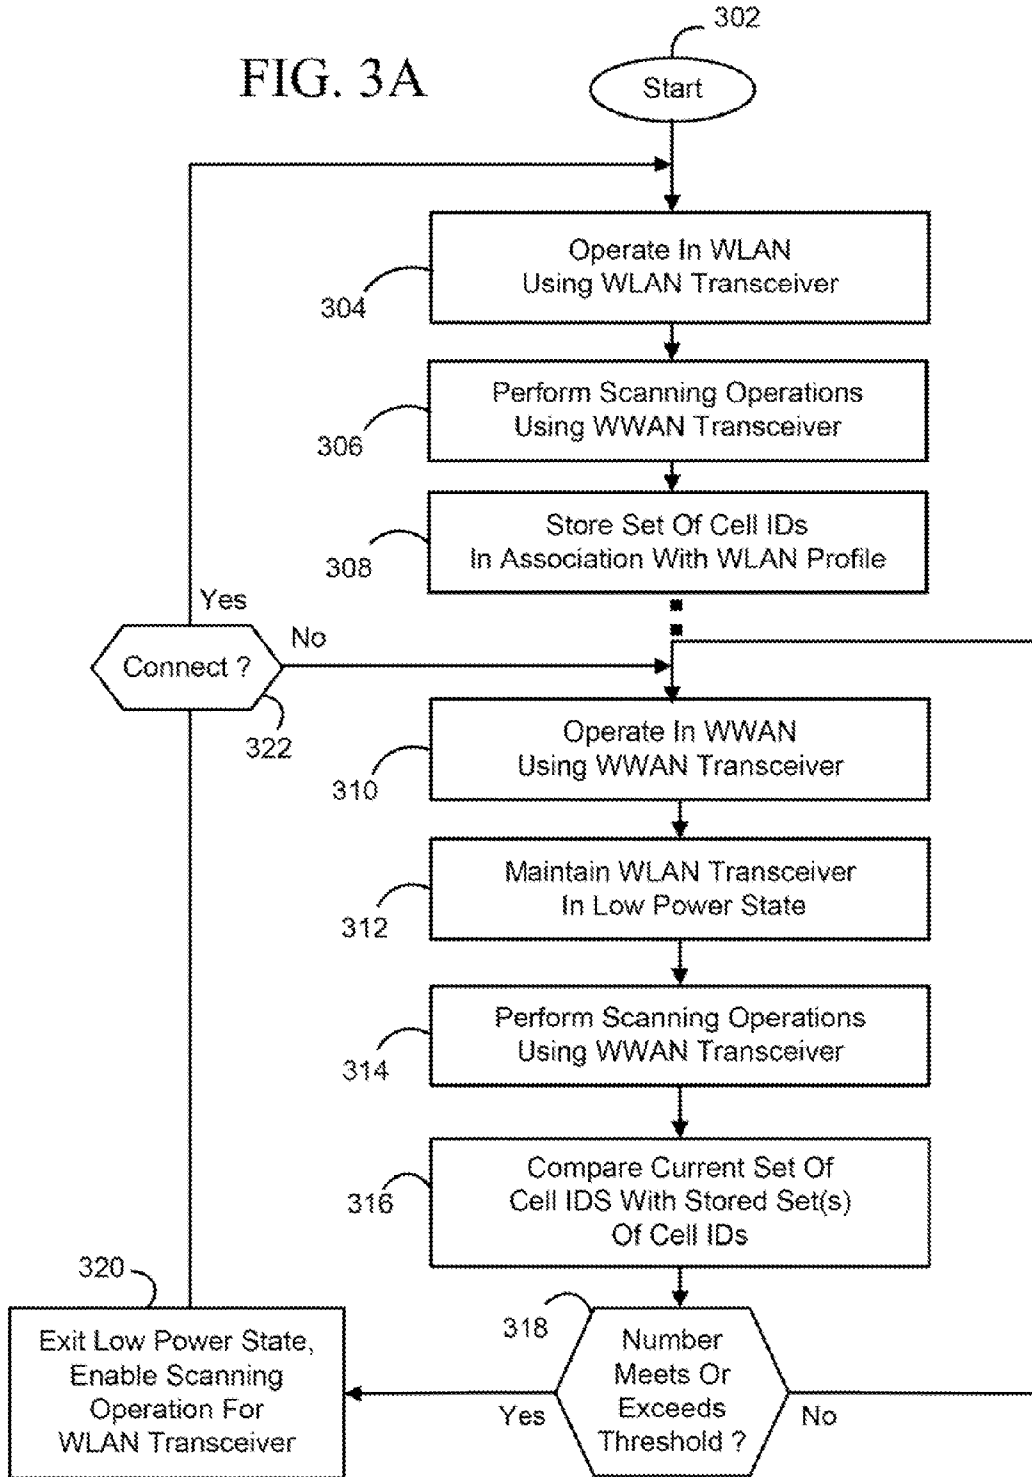 FIG. 3A
302
Start
Operate In WLAN
Using WLAN Transceiver
304
Perform Scanning Operations
Using WWAN Transceiver
306
Store Set Of Cell IDs
In Association With WLAN Profile
308
Yes
No
Connect ?
322
Operate In WWAN
Using WWAN Transceiver
310
Maintain WLAN Transceiver
In Low Power State
312
Perform Scanning Operations
Using WWAN Transceiver
314
Compare Current Set Of
Cell IDS With Stored Set(s)
Of Cell IDs
316
320
Exit Low Power State,
Enable Scanning
Operation For
WLAN Transceiver
318
Number
Meets Or
Exceeds
Threshold ?
Yes
No